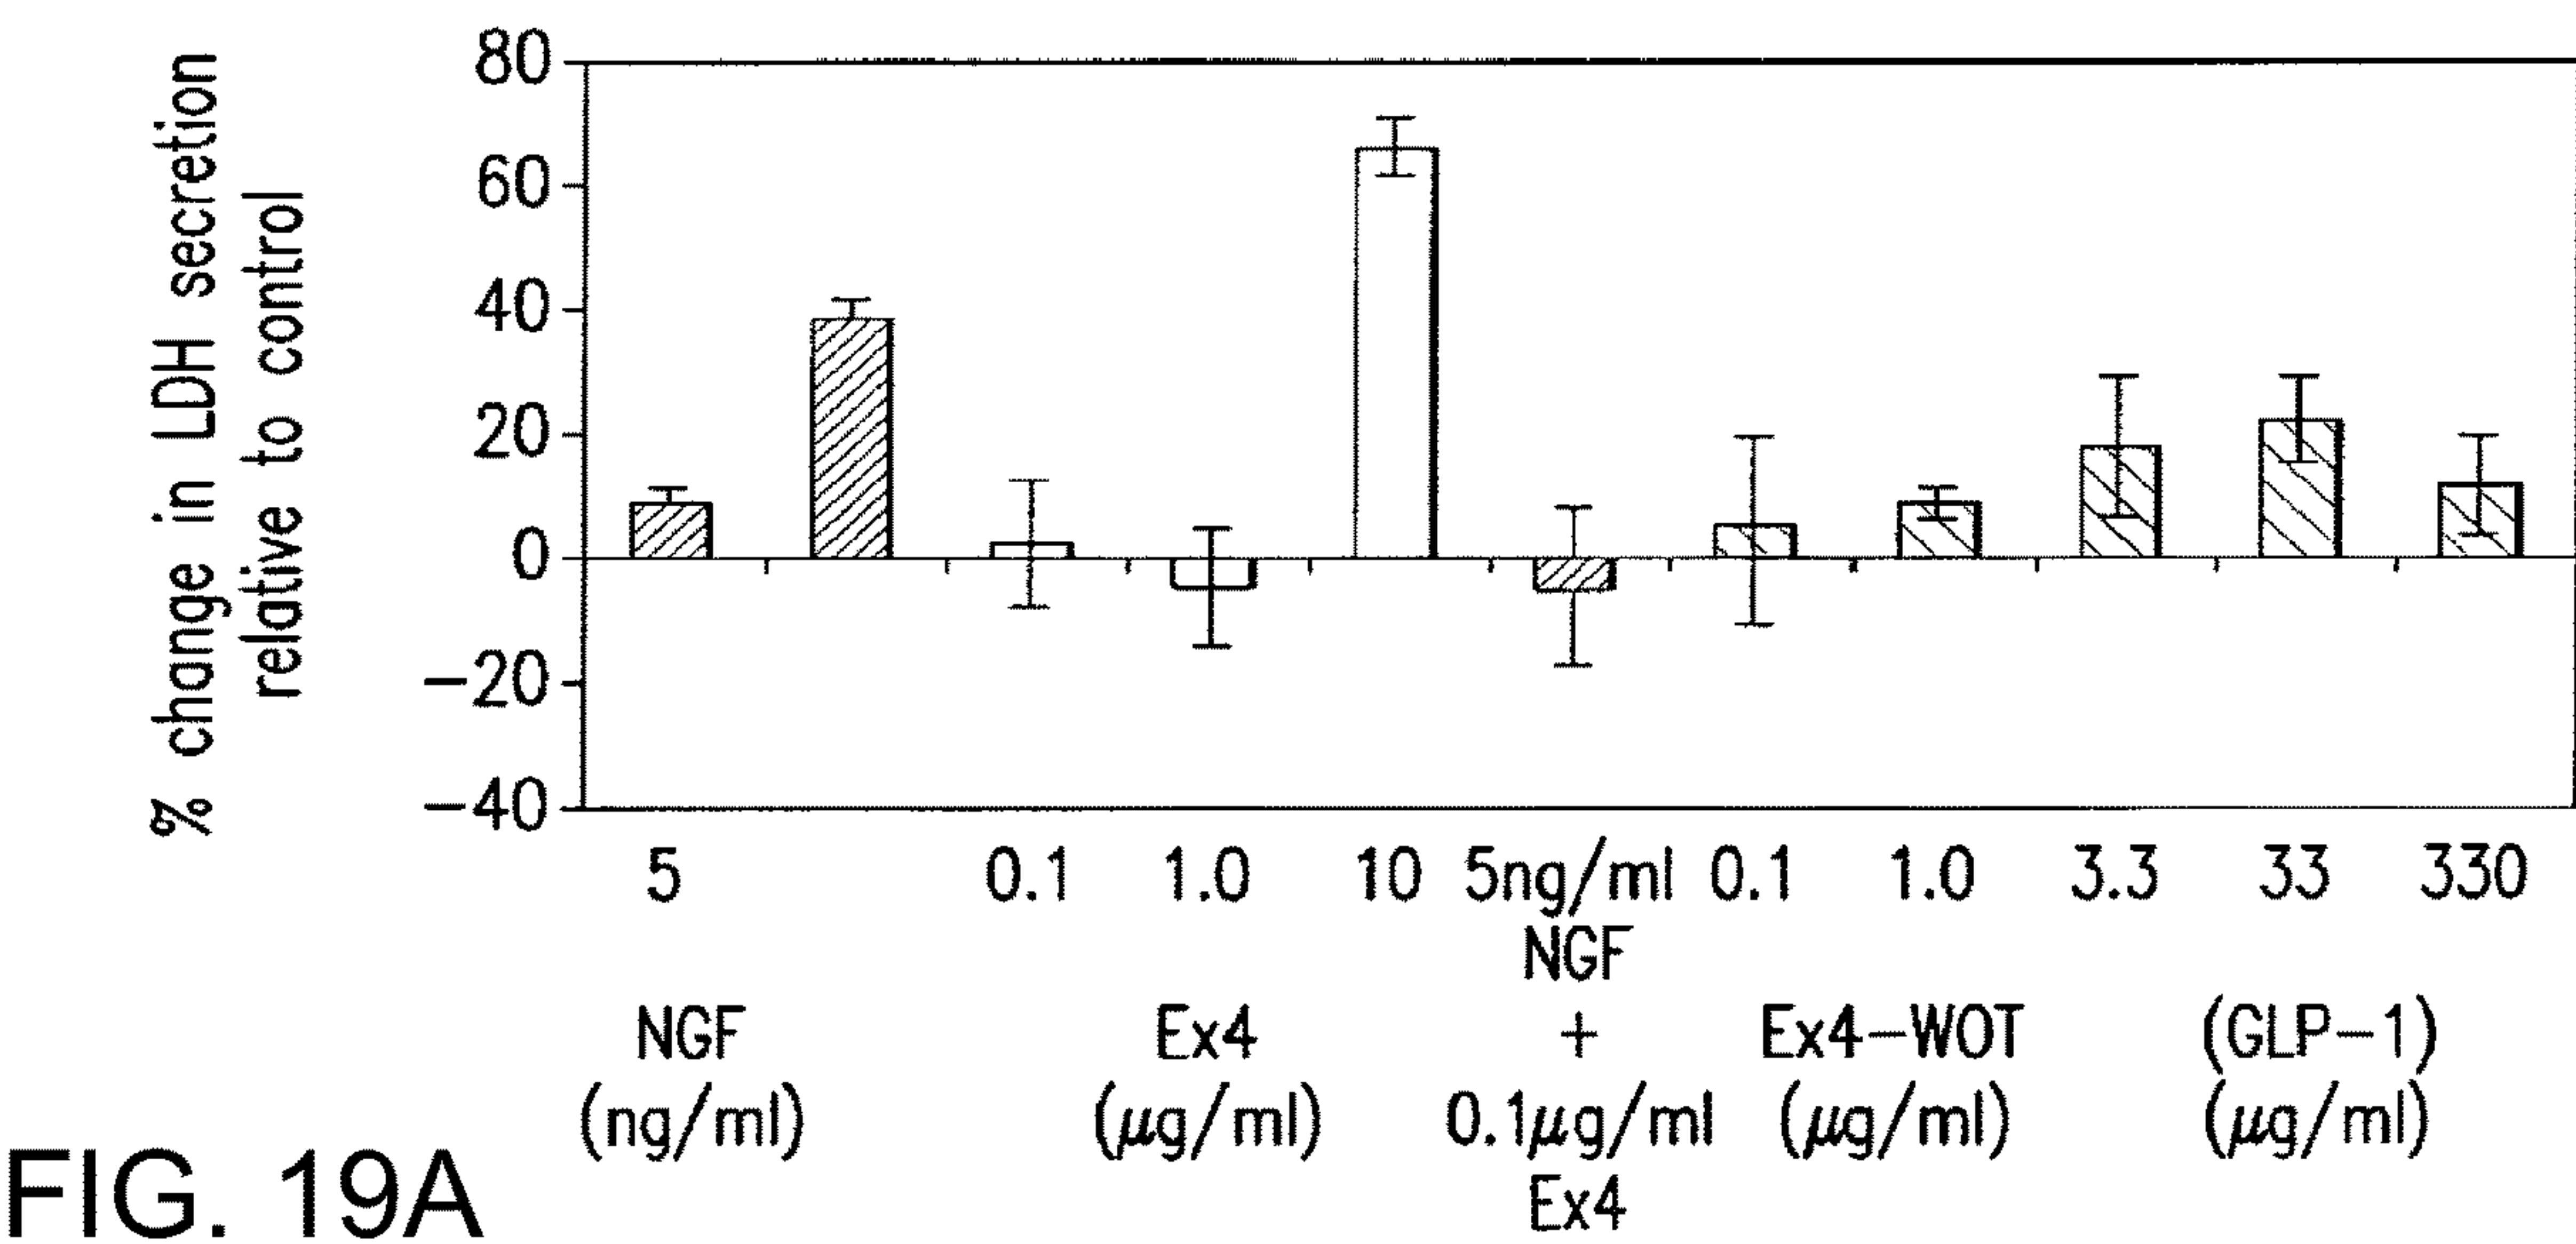 % change in LDH secretion
relative to control
80
60
40
20
0
−20
−40
5 0.1 1.0 10 5ng/ml 0.1 1.0 3.3 33 330
NGF
NGF Ex4 + Ex4−WOT (GLP−1)
(ng/ml) (μg/ml) 0.1μg/ml (μg/ml) (μg/ml)
Ex4
FIG. 19A